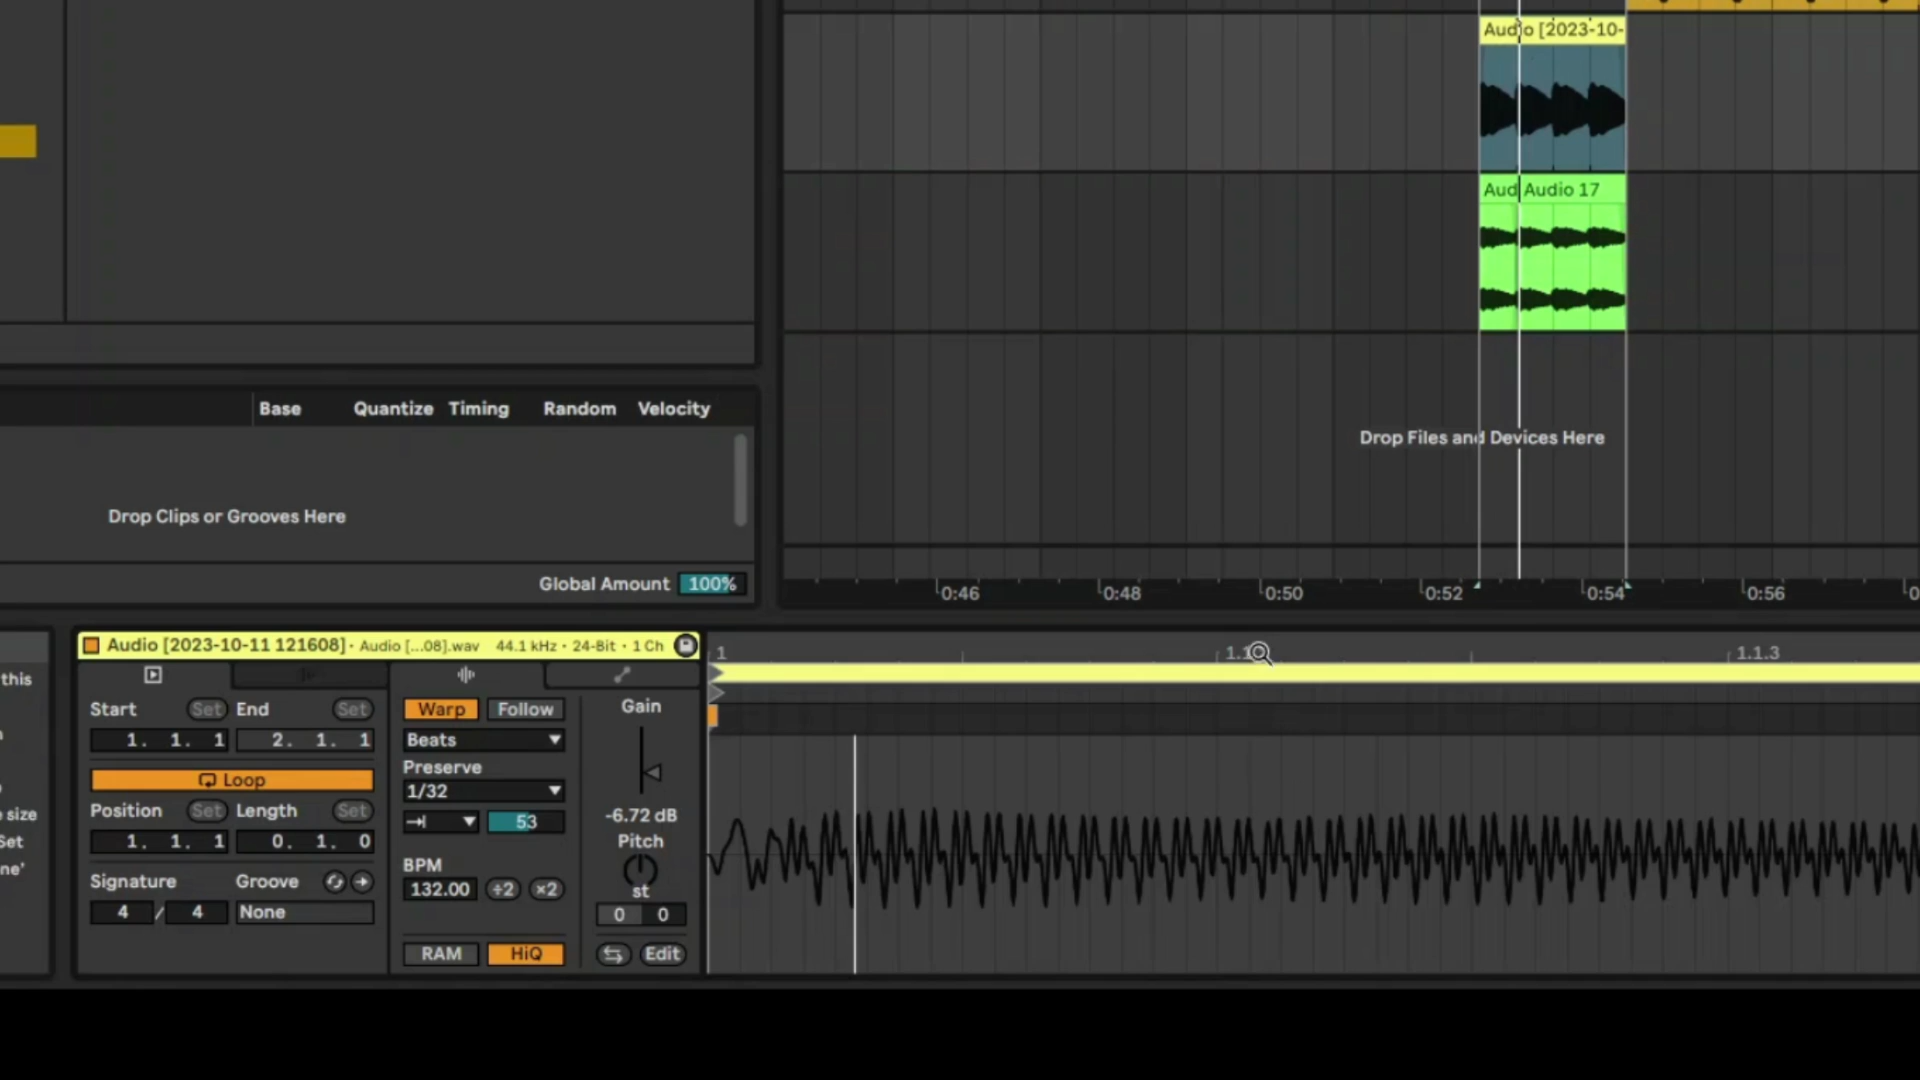 Audio [2023-10-
Aud Audio 17
Base Quantize Timing Random Velocity
Drop Files and Devices Here
Drop Clips or Grooves Here
Global Amount 100%
0:46 0:48 0:50 0:52 0:54 0:56
Audio [2023-10-11 121608] · Audio [...08].wav 44.1 kHz · 24-Bit · 1 Ch
1 1.1.3
this
Start Set End Set
1. 1. 1 2. 1. 1
Loop
Position Set Length Set
1. 1. 1 0. 1. 0
Signature Groove
4 / 4 None
Warp Follow
Beats
Preserve
1/32
53
BPM
132.00 ÷2 ×2
RAM HiQ
Gain
-6.72 dB
Pitch
st
0 0
Edit
size
Set
ne'